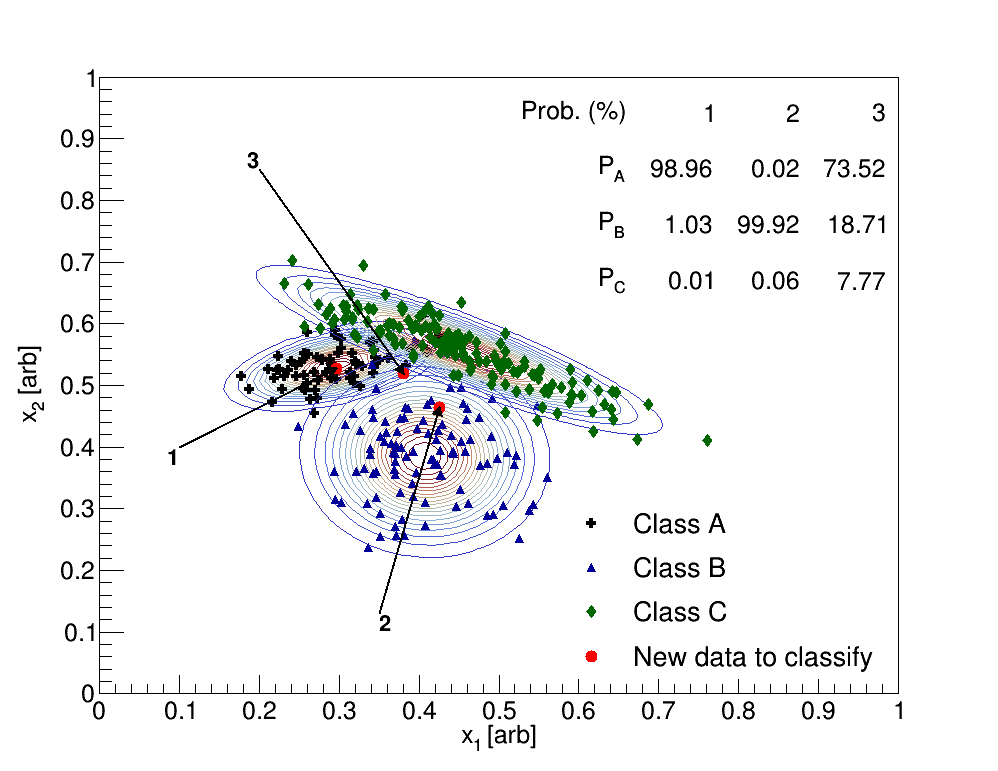 Prob. (%) 1 2 3
P_A 98.96 0.02 73.52
P_B 1.03 99.92 18.71
P_C 0.01 0.06 7.77
1
0.9
0.8
0.7
0.6
0.5
0.4
0.3
0.2
0.1
0
x_2 [arb]
3
1
2
Class A
Class B
Class C
New data to classify
0 0.1 0.2 0.3 0.4 0.5 0.6 0.7 0.8 0.9 1
x_1 [arb]